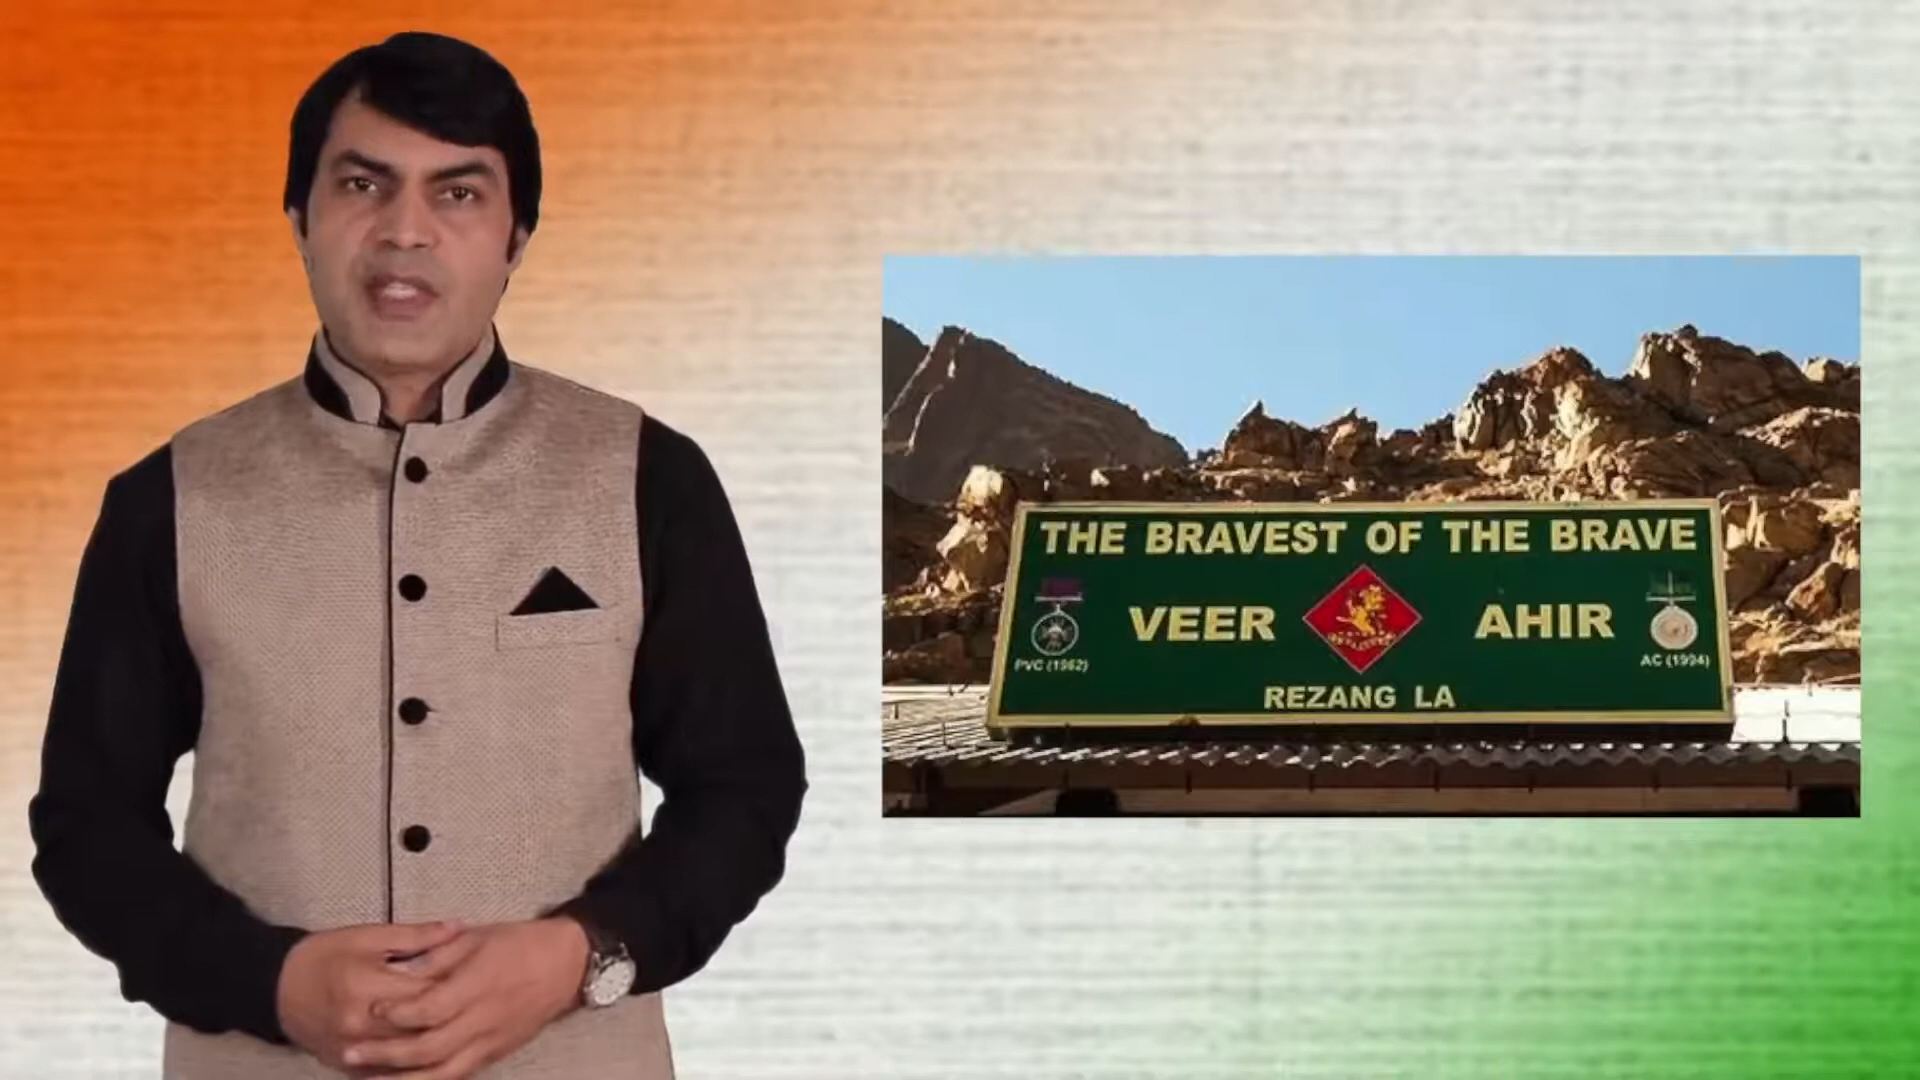 THE BRAVEST OF THE BRAVE
VEER AHIR
PVC (1962)
AC (1994)
REZANG LA